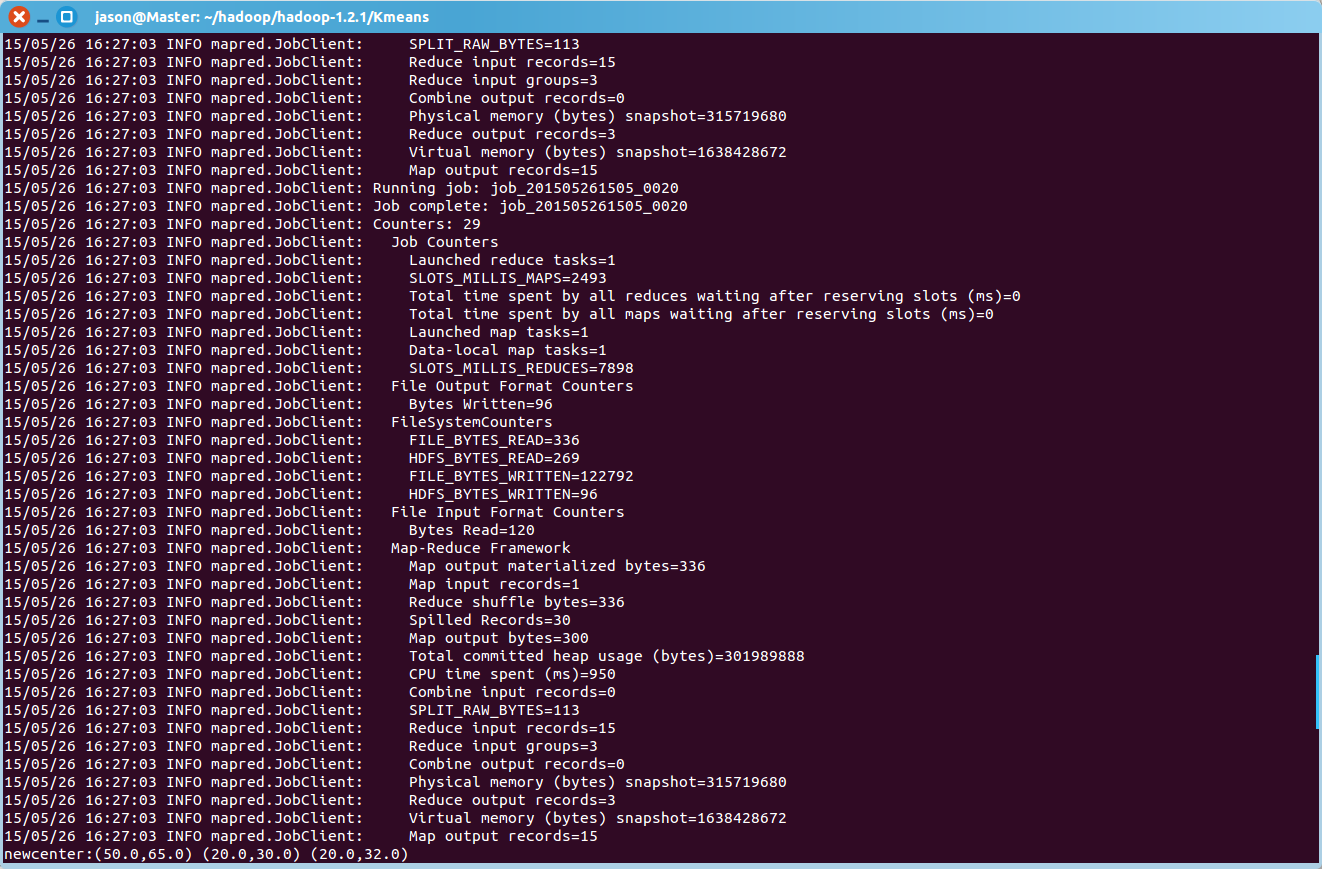 jason@Master: ~/hadoop/hadoop-1.2.1/Kmeans
15/05/26 16:27:03 INFO mapred.JobClient:     SPLIT_RAW_BYTES=113
15/05/26 16:27:03 INFO mapred.JobClient:     Reduce input records=15
15/05/26 16:27:03 INFO mapred.JobClient:     Reduce input groups=3
15/05/26 16:27:03 INFO mapred.JobClient:     Combine output records=0
15/05/26 16:27:03 INFO mapred.JobClient:     Physical memory (bytes) snapshot=315719680
15/05/26 16:27:03 INFO mapred.JobClient:     Reduce output records=3
15/05/26 16:27:03 INFO mapred.JobClient:     Virtual memory (bytes) snapshot=1638428672
15/05/26 16:27:03 INFO mapred.JobClient:     Map output records=15
15/05/26 16:27:03 INFO mapred.JobClient: Running job: job_201505261505_0020
15/05/26 16:27:03 INFO mapred.JobClient: Job complete: job_201505261505_0020
15/05/26 16:27:03 INFO mapred.JobClient: Counters: 29
15/05/26 16:27:03 INFO mapred.JobClient:   Job Counters
15/05/26 16:27:03 INFO mapred.JobClient:     Launched reduce tasks=1
15/05/26 16:27:03 INFO mapred.JobClient:     SLOTS_MILLIS_MAPS=2493
15/05/26 16:27:03 INFO mapred.JobClient:     Total time spent by all reduces waiting after reserving slots (ms)=0
15/05/26 16:27:03 INFO mapred.JobClient:     Total time spent by all maps waiting after reserving slots (ms)=0
15/05/26 16:27:03 INFO mapred.JobClient:     Launched map tasks=1
15/05/26 16:27:03 INFO mapred.JobClient:     Data-local map tasks=1
15/05/26 16:27:03 INFO mapred.JobClient:     SLOTS_MILLIS_REDUCES=7898
15/05/26 16:27:03 INFO mapred.JobClient:   File Output Format Counters
15/05/26 16:27:03 INFO mapred.JobClient:     Bytes Written=96
15/05/26 16:27:03 INFO mapred.JobClient:   FileSystemCounters
15/05/26 16:27:03 INFO mapred.JobClient:     FILE_BYTES_READ=336
15/05/26 16:27:03 INFO mapred.JobClient:     HDFS_BYTES_READ=269
15/05/26 16:27:03 INFO mapred.JobClient:     FILE_BYTES_WRITTEN=122792
15/05/26 16:27:03 INFO mapred.JobClient:     HDFS_BYTES_WRITTEN=96
15/05/26 16:27:03 INFO mapred.JobClient:   File Input Format Counters
15/05/26 16:27:03 INFO mapred.JobClient:     Bytes Read=120
15/05/26 16:27:03 INFO mapred.JobClient:   Map-Reduce Framework
15/05/26 16:27:03 INFO mapred.JobClient:     Map output materialized bytes=336
15/05/26 16:27:03 INFO mapred.JobClient:     Map input records=1
15/05/26 16:27:03 INFO mapred.JobClient:     Reduce shuffle bytes=336
15/05/26 16:27:03 INFO mapred.JobClient:     Spilled Records=30
15/05/26 16:27:03 INFO mapred.JobClient:     Map output bytes=300
15/05/26 16:27:03 INFO mapred.JobClient:     Total committed heap usage (bytes)=301989888
15/05/26 16:27:03 INFO mapred.JobClient:     CPU time spent (ms)=950
15/05/26 16:27:03 INFO mapred.JobClient:     Combine input records=0
15/05/26 16:27:03 INFO mapred.JobClient:     SPLIT_RAW_BYTES=113
15/05/26 16:27:03 INFO mapred.JobClient:     Reduce input records=15
15/05/26 16:27:03 INFO mapred.JobClient:     Reduce input groups=3
15/05/26 16:27:03 INFO mapred.JobClient:     Combine output records=0
15/05/26 16:27:03 INFO mapred.JobClient:     Physical memory (bytes) snapshot=315719680
15/05/26 16:27:03 INFO mapred.JobClient:     Reduce output records=3
15/05/26 16:27:03 INFO mapred.JobClient:     Virtual memory (bytes) snapshot=1638428672
15/05/26 16:27:03 INFO mapred.JobClient:     Map output records=15
newcenter:(50.0,65.0) (20.0,30.0) (20.0,32.0)